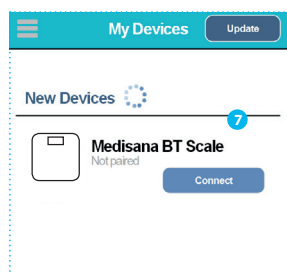 My Devices Update
New Devices
7
Medisana BT Scale
Not paired
Connect